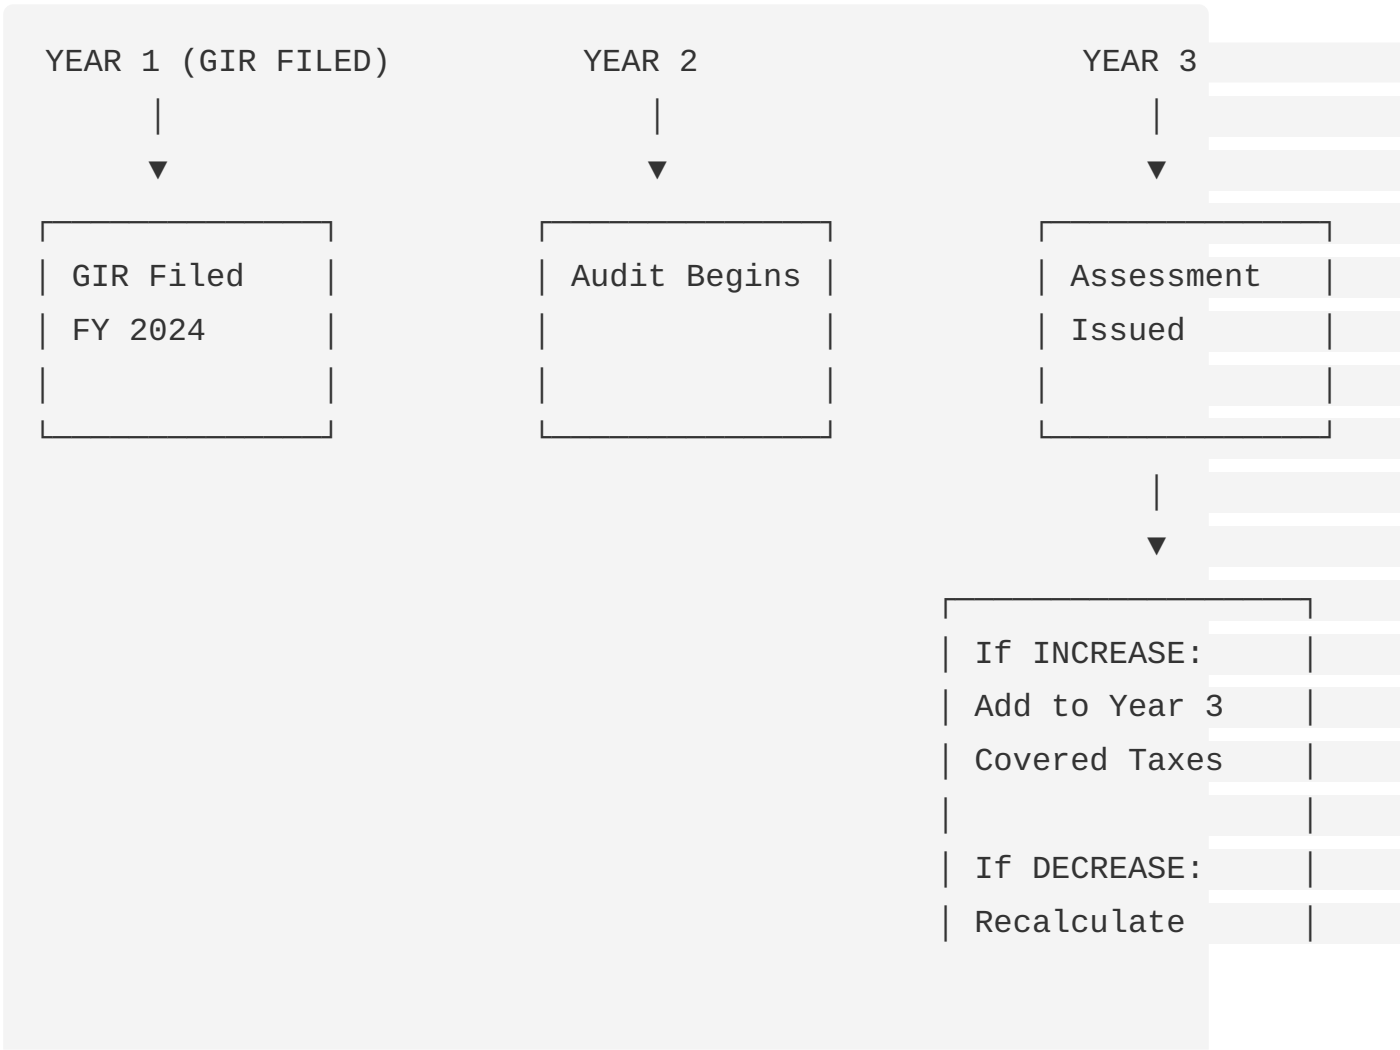 YEAR 1 (GIR FILED) YEAR 2 YEAR 3
GIR Filed Audit Begins Assessment
FY 2024 Issued
If INCREASE:
Add to Year 3
Covered Taxes
If DECREASE:
Recalculate